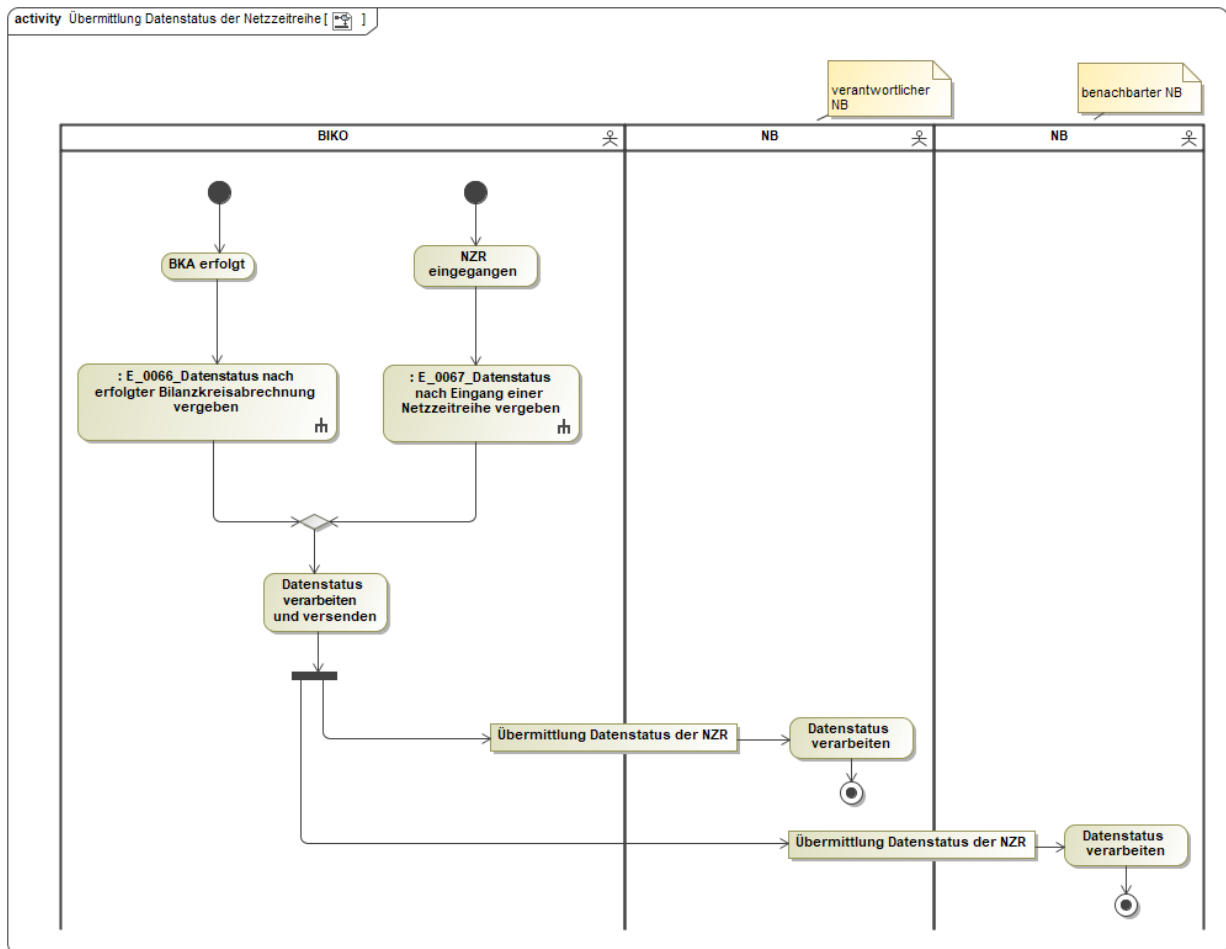 activity Übermittlung Datenstatus der Netzzeitreihe [ ]
verantwortlicher
NB
benachbarter NB
BIKO
NB
NB
BKA erfolgt
NZR
eingegangen
: E_0066_Datenstatus nach
erfolgter Bilanzkreisabrechnung
vergeben
: E_0067_Datenstatus
nach Eingang einer
Netzzeitreihe vergeben
Datenstatus
verarbeiten
und versenden
Übermittlung Datenstatus der NZR
Datenstatus
verarbeiten
Übermittlung Datenstatus der NZR
Datenstatus
verarbeiten